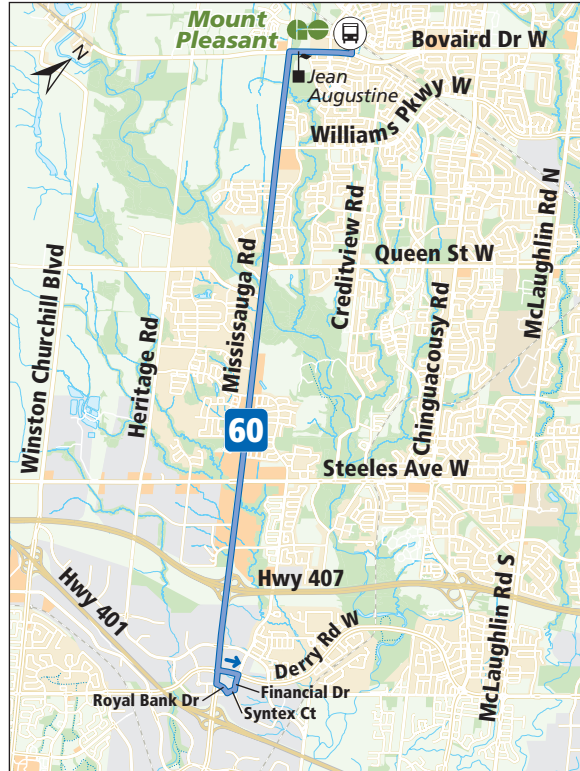 Mount
Pleasant
GO
Bovaird Dr W
N
Jean
Augustine
Williams Pkwy W
McLaughlin Rd N
Creditview Rd
Queen St W
Mississauga Rd
Chinguacousy Rd
Winston Churchill Blvd
Heritage Rd
60
Steeles Ave W
Hwy 407
Hwy 401
McLaughlin Rd S
Derry Rd W
Royal Bank Dr
Financial Dr
Syntex Ct